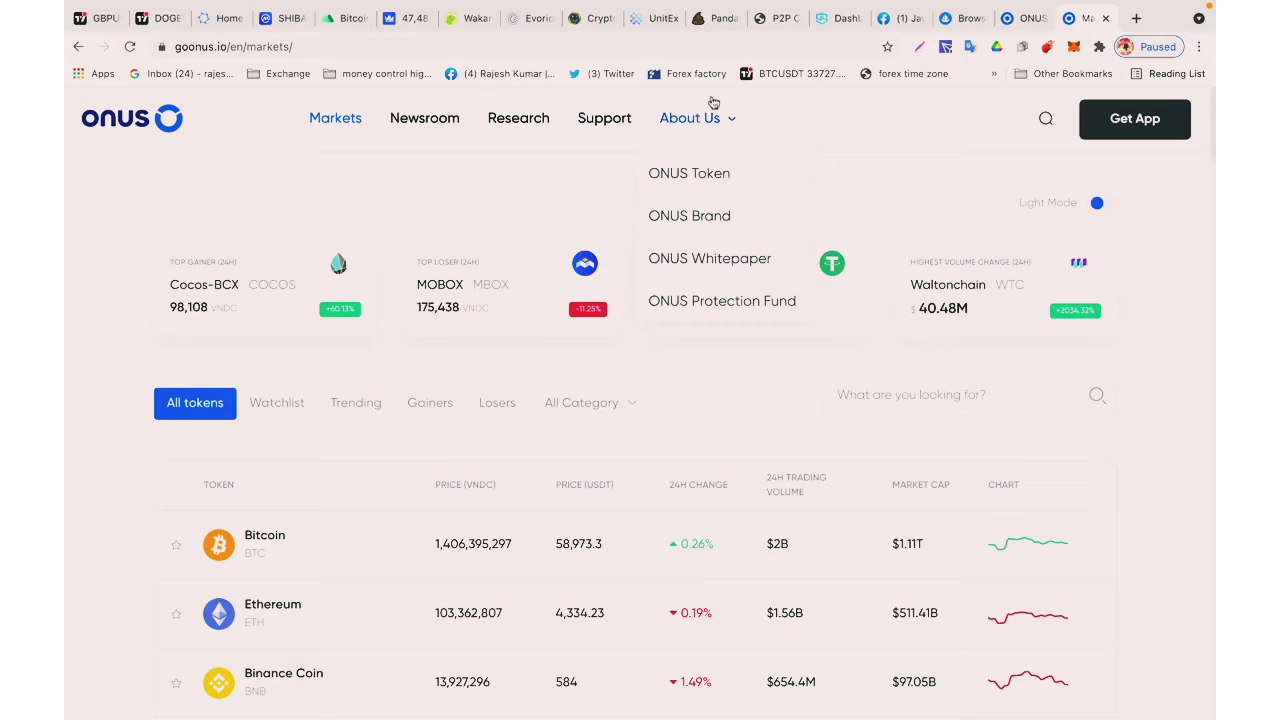 GBPU
DOGE
Home
SHIBA
Bitcoi
47,48
Wakan
Evoric
Crypto
UnitEx
Panda
P2P C
Dashb
(1) Jay
Brows
ONUS
Ma
goonus.io/en/markets/
Paused
Apps
Inbox (24) - rajes...
Exchange
money control hig...
(4) Rajesh Kumar |...
(3) Twitter
Forex factory
BTCUSDT 33727....
forex time zone
»
Other Bookmarks
Reading List
onus
Markets
Newsroom
Research
Support
About Us
Get App
ONUS Token
ONUS Brand
ONUS Whitepaper
ONUS Protection Fund
Light Mode
TOP GAINER (24H)
Cocos-BCX COCOS
98,108 VNDC
+60.13%
TOP LOSER (24H)
MOBOX MBOX
175,438 VNDC
-11.25%
HIGHEST VOLUME CHANGE (24H)
Waltonchain WTC
$ 40.48M
+2034.32%
All tokens
Watchlist
Trending
Gainers
Losers
All Category
What are you looking for?
TOKEN
PRICE (VNDC)
PRICE (USDT)
24H CHANGE
24H TRADING
VOLUME
MARKET CAP
CHART
Bitcoin
BTC
1,406,395,297
58,973.3
0.26%
$2B
$1.11T
Ethereum
ETH
103,362,807
4,334.23
0.19%
$1.56B
$511.41B
Binance Coin
BNB
13,927,296
584
1.49%
$654.4M
$97.05B